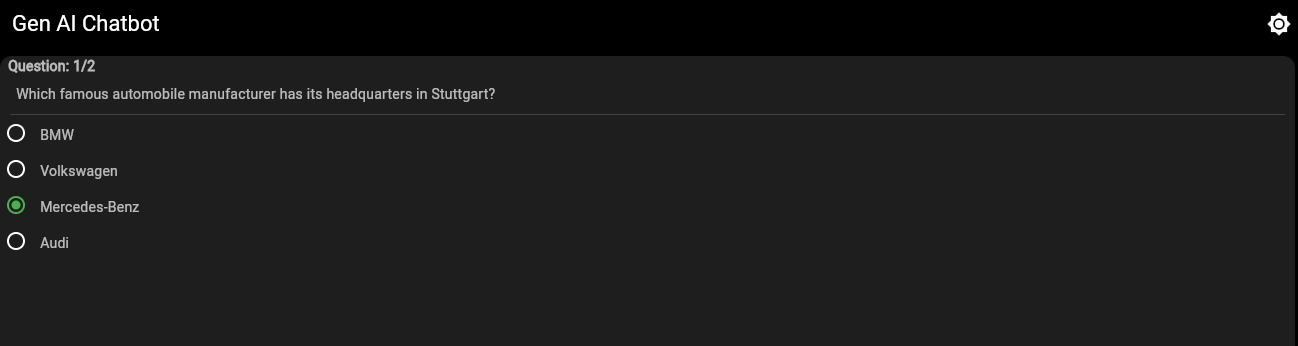 Gen AI Chatbot
Question: 1/2
Which famous automobile manufacturer has its headquarters in Stuttgart?
BMW
Volkswagen
Mercedes-Benz
Audi